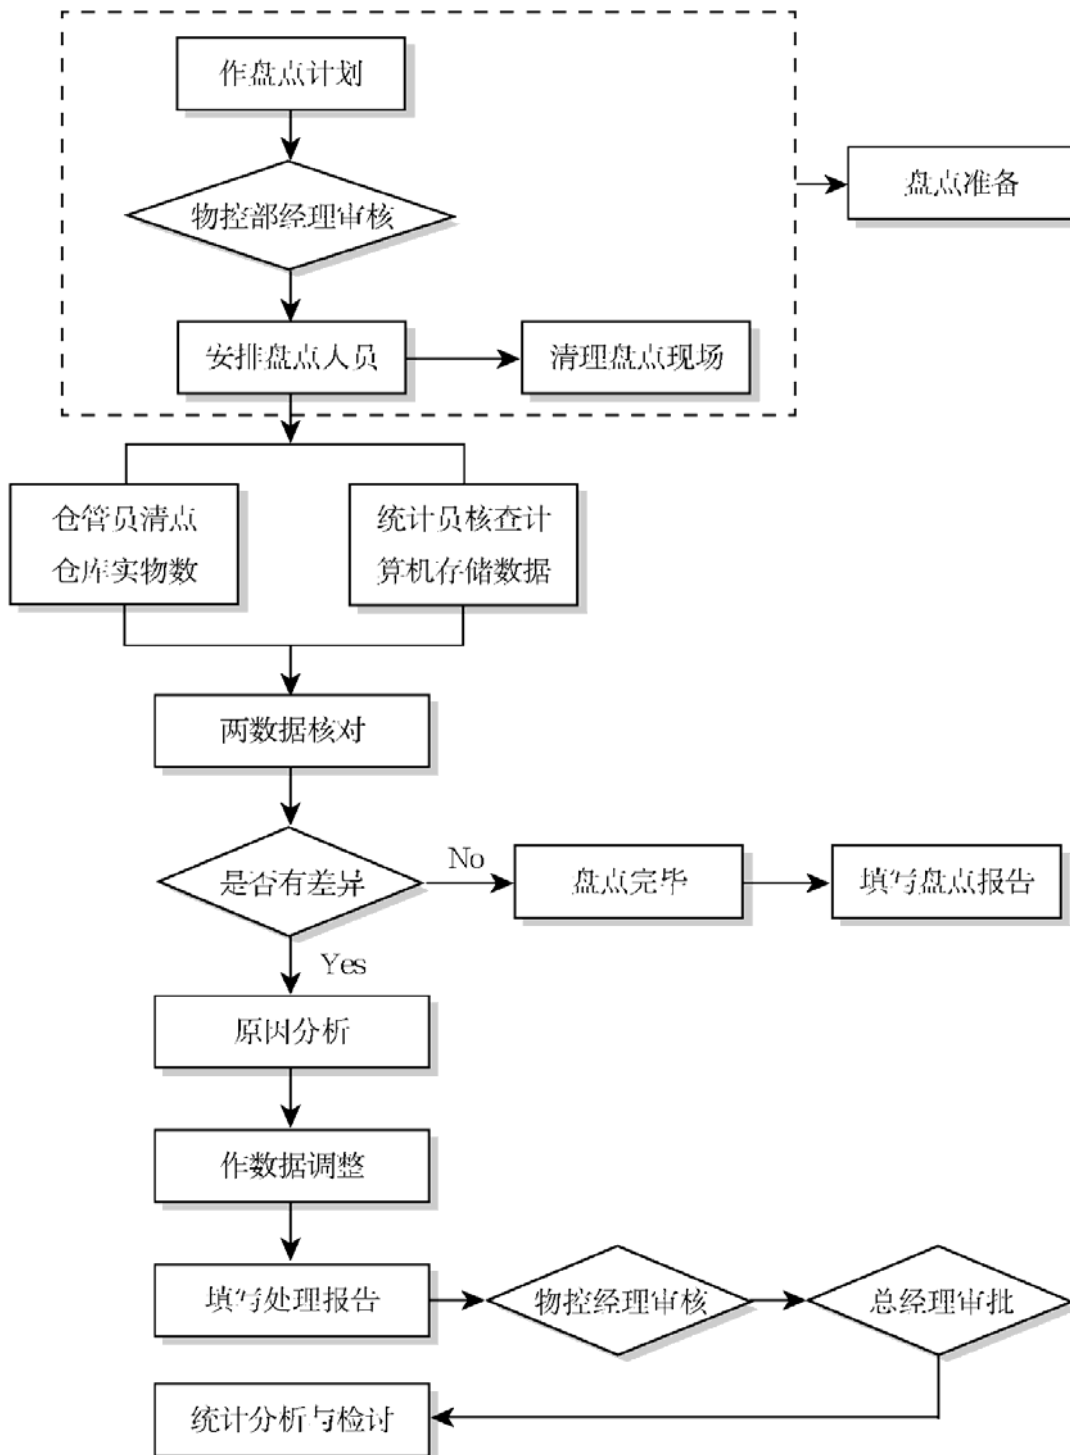 作盘点计划
物控部经理审核
盘点准备
安排盘点人员
清理盘点现场
仓管员清点
仓库实物数
统计员核查计
算机存储数据
两数据核对
是否有差异
No
盘点完毕
填写盘点报告
Yes
原因分析
作数据调整
填写处理报告
物控经理审核
总经理审批
统计分析与检讨